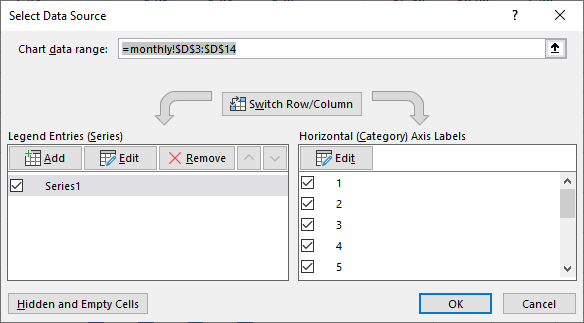 Select Data Source
?
Chart data range: =monthly!$D$3:$D$14
Switch Row/Column
Legend Entries (Series)
Add Edit Remove
Series1
Horizontal (Category) Axis Labels
Edit
1
2
3
4
5
Hidden and Empty Cells
OK Cancel